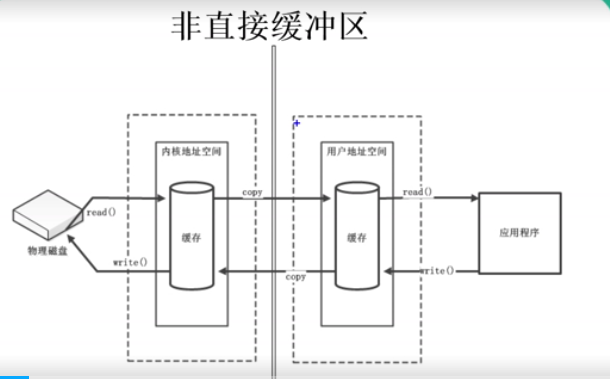 非直接缓冲区
内核地址空间
用户地址空间
copy
read()
read()
缓存
缓存
应用程序
物理磁盘
write()
copy
write()